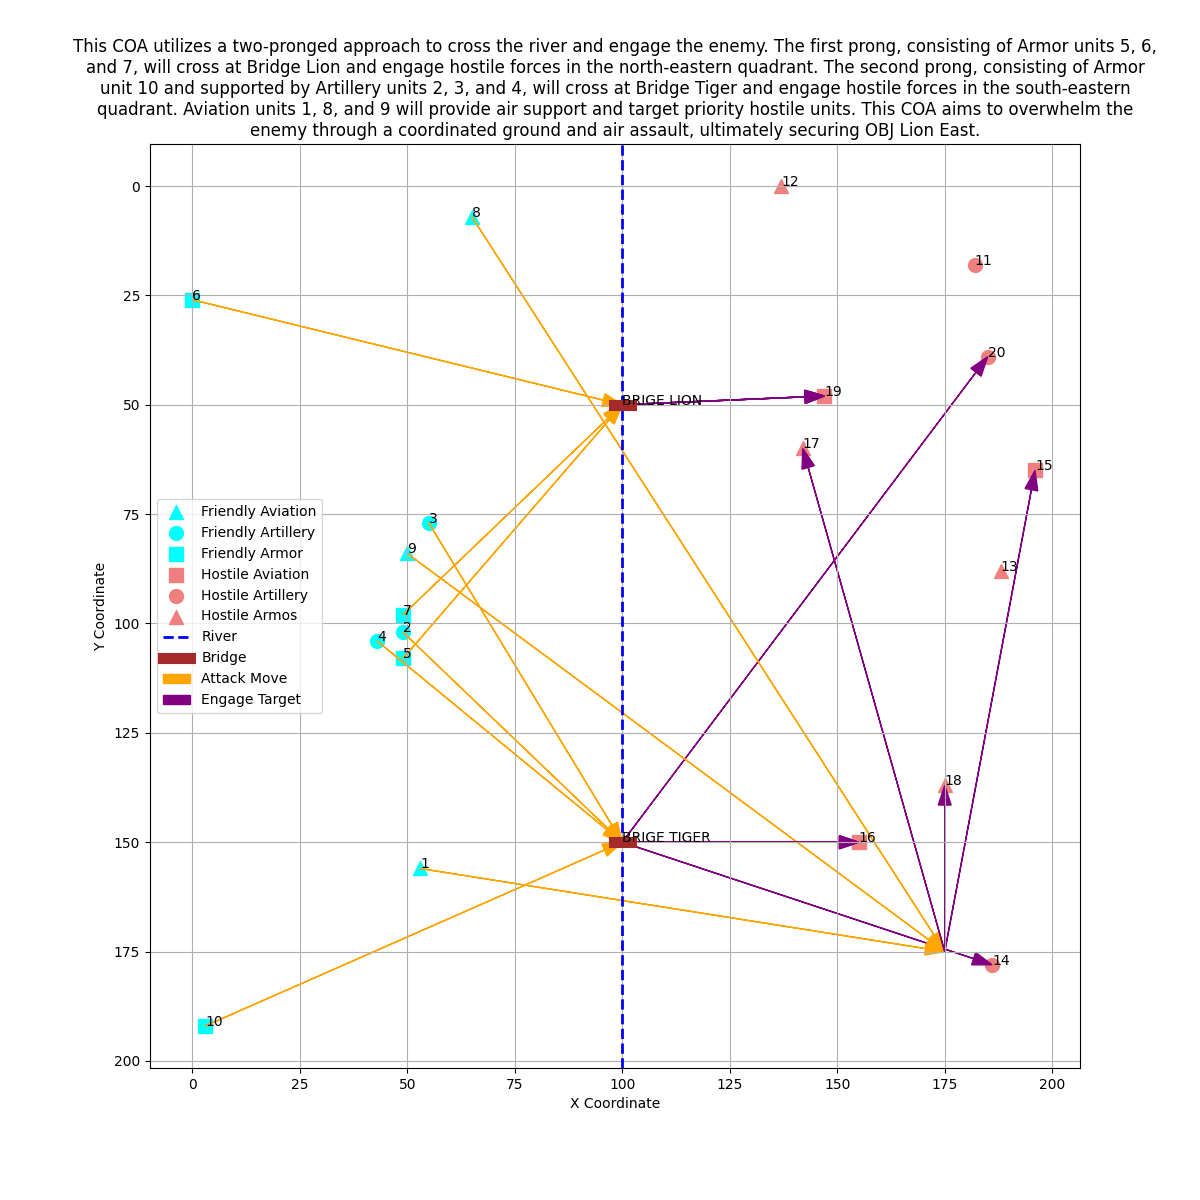 This COA utilizes a two-pronged approach to cross the river and engage the enemy. The first prong, consisting of Armor units 5, 6,
and 7, will cross at Bridge Lion and engage hostile forces in the north-eastern quadrant. The second prong, consisting of Armor
unit 10 and supported by Artillery units 2, 3, and 4, will cross at Bridge Tiger and engage hostile forces in the south-eastern
quadrant. Aviation units 1, 8, and 9 will provide air support and target priority hostile units. This COA aims to overwhelm the
enemy through a coordinated ground and air assault, ultimately securing OBJ Lion East.
0
25
50
75
100
125
150
175
200
Y Coordinate
12
8
11
6
20
19
BRIGE LION
17
15
3
9
13
7
2
4
5
18
BRIGE TIGER
16
1
14
10
Friendly Aviation
Friendly Artillery
Friendly Armor
Hostile Aviation
Hostile Artillery
Hostile Armos
River
Bridge
Attack Move
Engage Target
0
25
50
75
100
125
150
175
200
X Coordinate